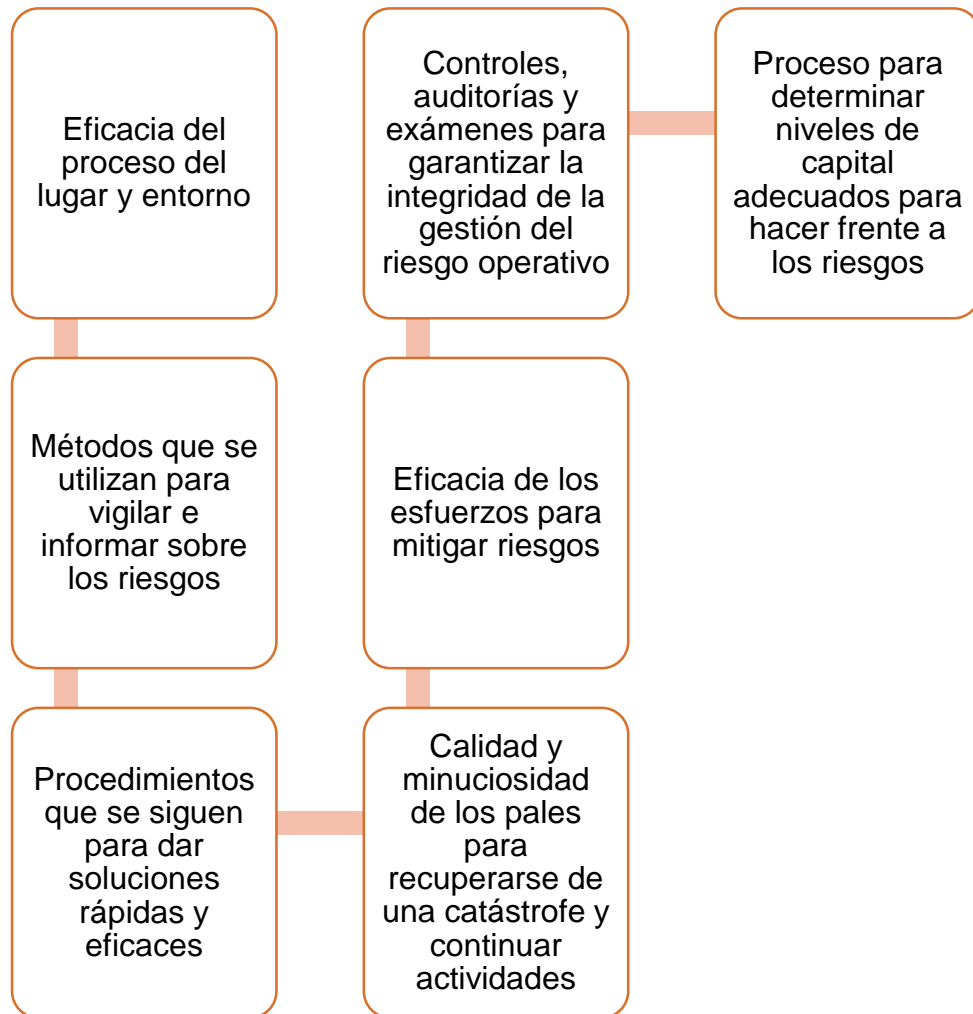 Eficacia del
proceso del
lugar y entorno
Métodos que se
utilizan para
vigilar e
informar sobre
los riesgos
Procedimientos
que se siguen
para dar
soluciones
rápidas y
eficaces
Calidad y
minuciosidad
de los pales
para
recuperarse de
una catástrofe y
continuar
actividades
Eficacia de los
esfuerzos para
mitigar riesgos
Controles,
auditorías y
exámenes para
garantizar la
integridad de la
gestión del
riesgo operativo
Proceso para
determinar
niveles de
capital
adecuados para
hacer frente a
los riesgos